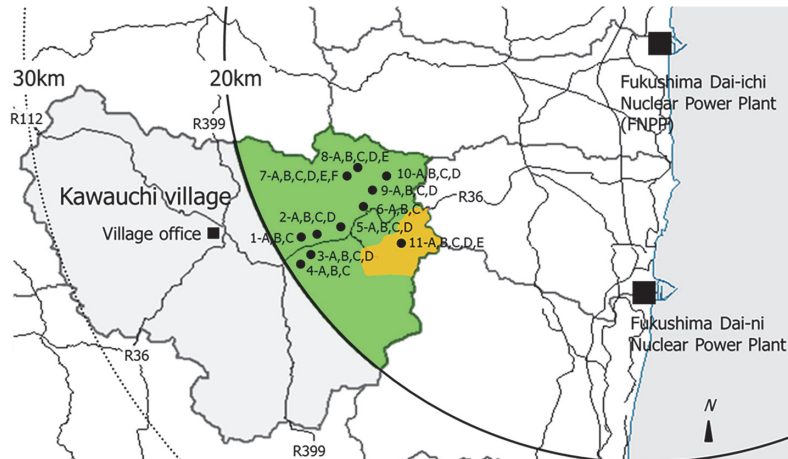 30km
20km
Fukushima Dai-ichi
Nuclear Power Plant
(FNPP)
R112
R399
8-A,B,C,D,E
7-A,B,C,D,E,F
10-A,B,C,D
9-A,B,C,D
R36
Kawauchi village
6-A,B,C
2-A,B,C,D
5-A,B,C,D
Village office
1-A,B,C
11-A,B,C,D,E
3-A,B,C,D
4-A,B,C
Fukushima Dai-ni
Nuclear Power Plant
R36
N
R399